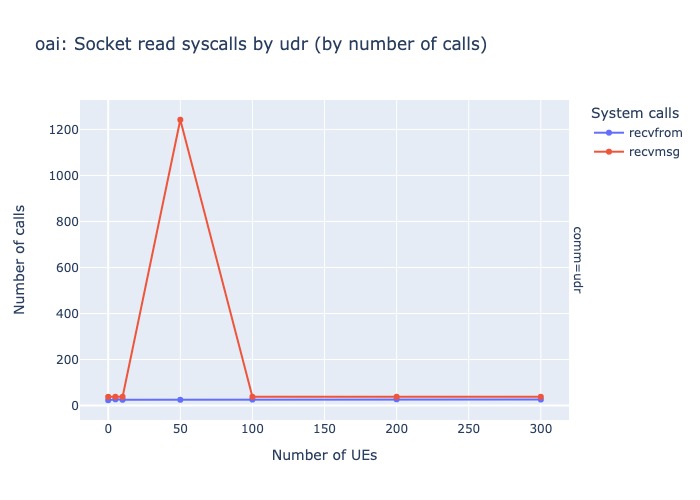 oai: Socket read syscalls by udr (by number of calls)
System calls
recvfrom
recvmsg
Number of calls
1200
1000
800
600
400
200
0
comm=udr
0 50 100 150 200 250 300
Number of UEs